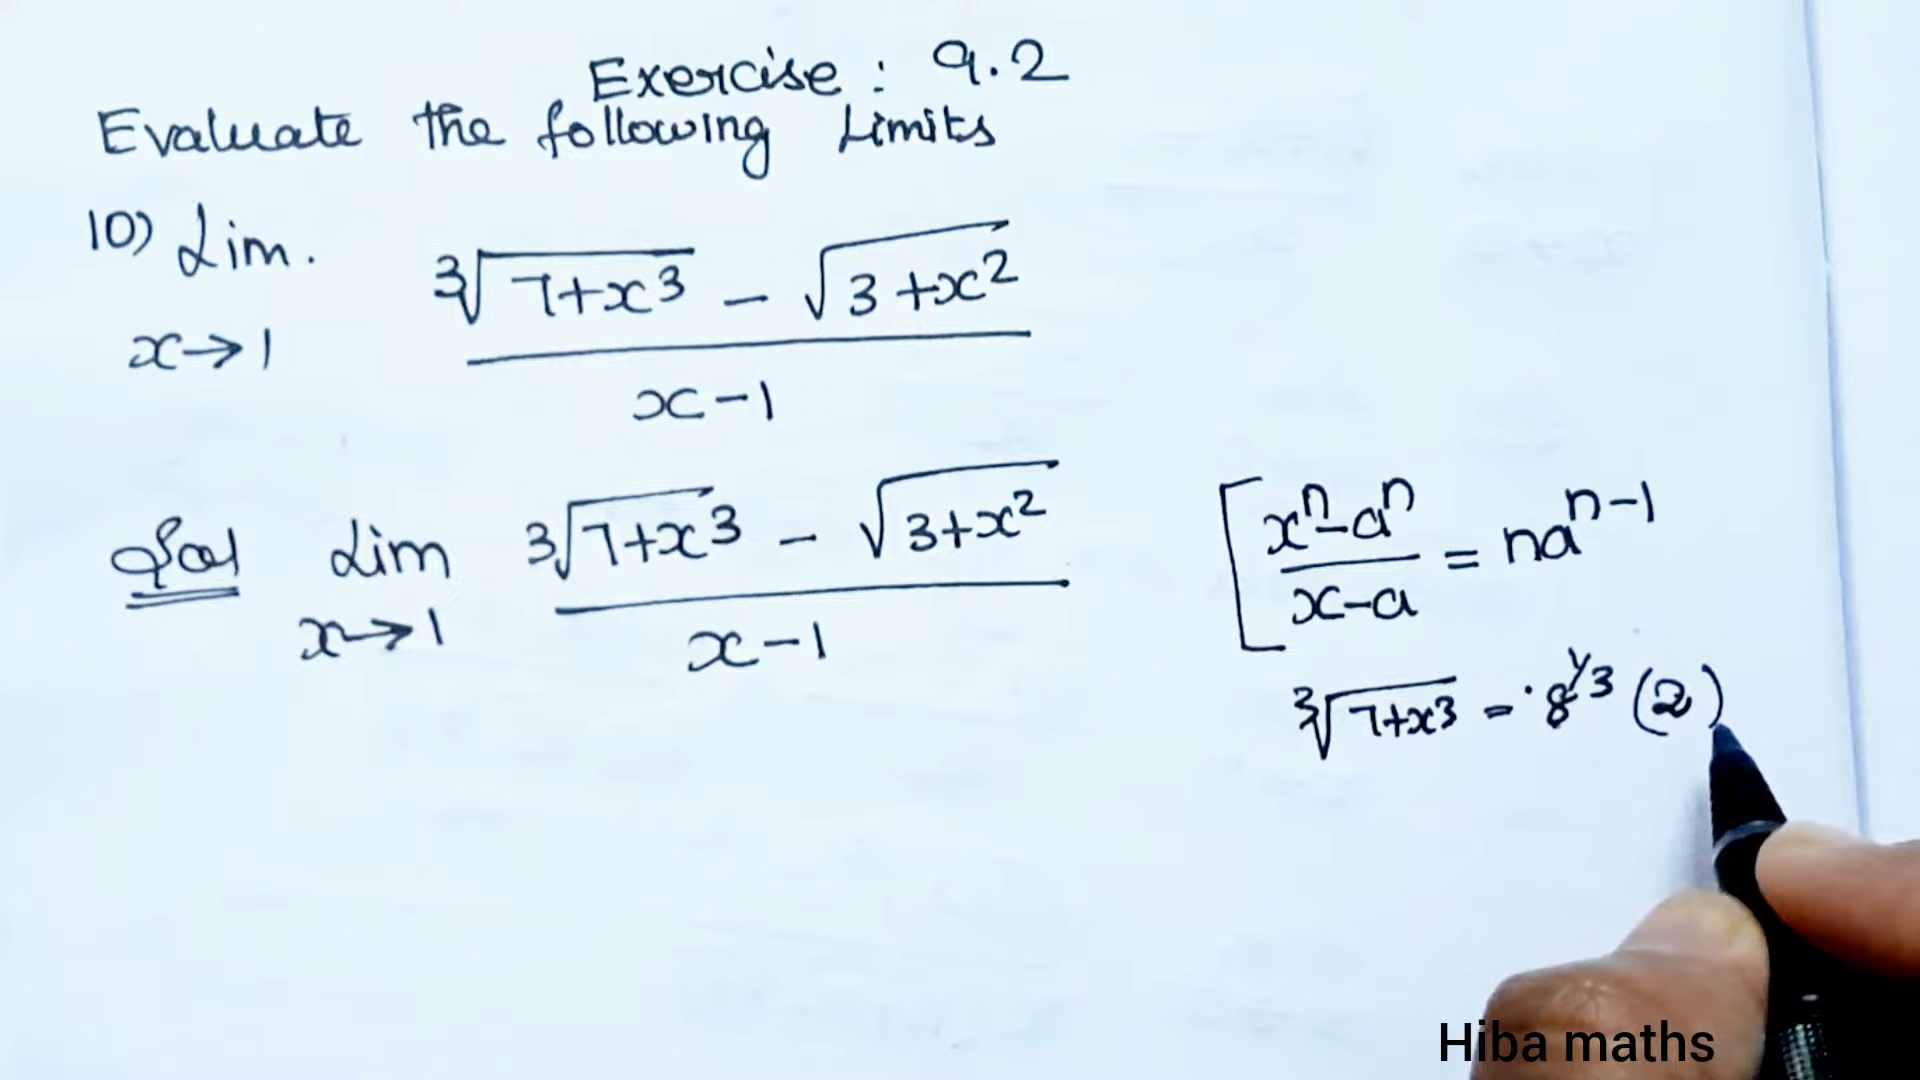 Exercise : 9.2
Evaluate the following Limits
10) Lim. x→1 ∛(7+x³) − √(3+x²) / x−1
Sol Lim x→1 ∛(7+x³) − √(3+x²) / x−1
[ xⁿ−aⁿ / x−a = naⁿ⁻¹
∛(7+x³) = 8^1/3 (2)
Hiba maths